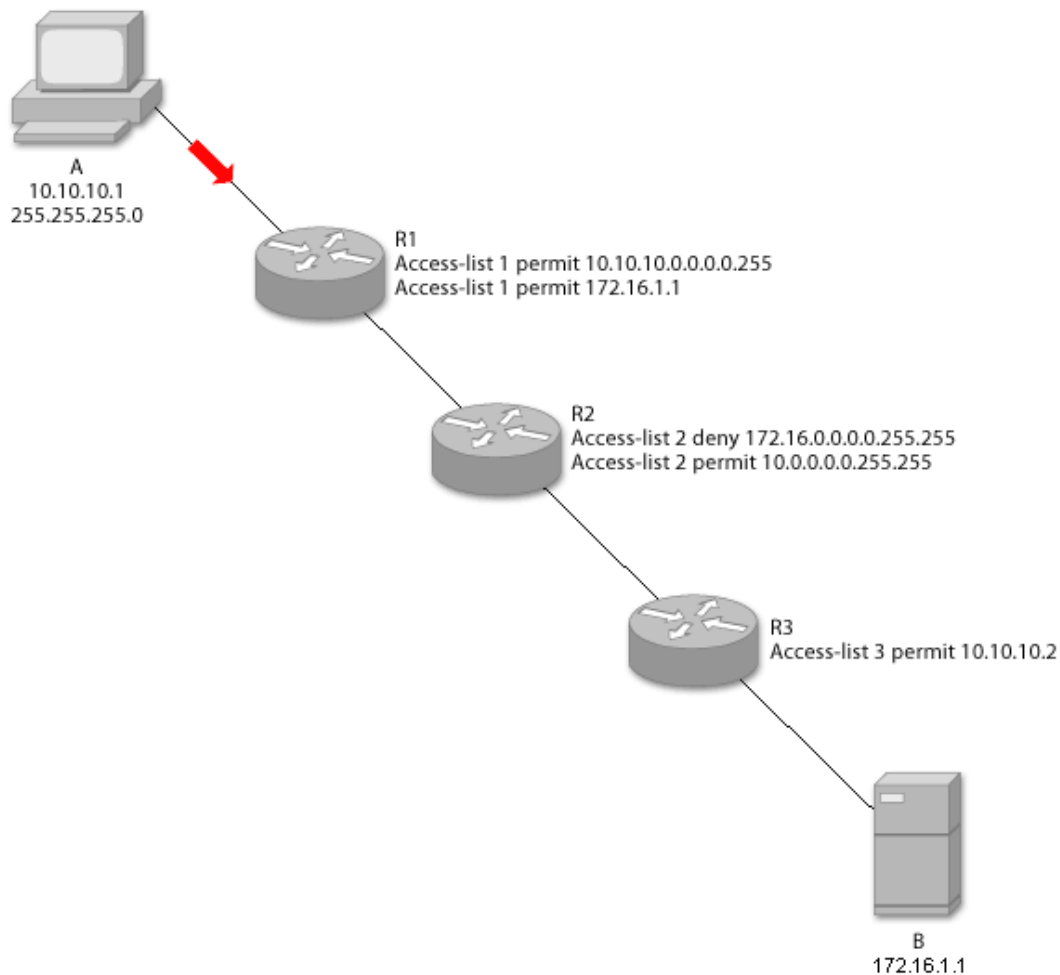 A
10.10.10.1
255.255.255.0
R1
Access-list 1 permit 10.10.10.0.0.0.0.255
Access-list 1 permit 172.16.1.1
R2
Access-list 2 deny 172.16.0.0.0.0.255.255
Access-list 2 permit 10.0.0.0.0.255.255
R3
Access-list 3 permit 10.10.10.2
B
172.16.1.1